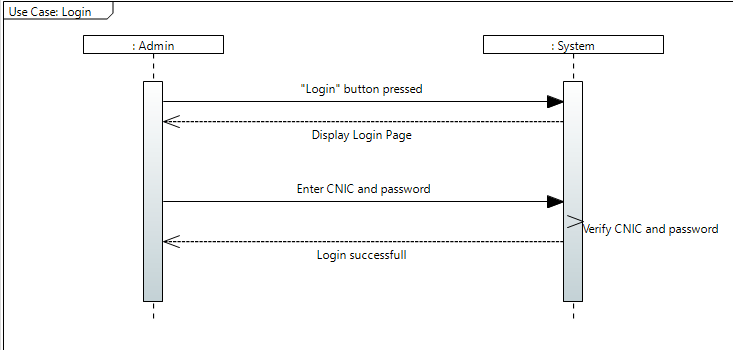 Use Case: Login
: Admin
: System
"Login" button pressed
Display Login Page
Enter CNIC and password
Verify CNIC and password
Login successfull